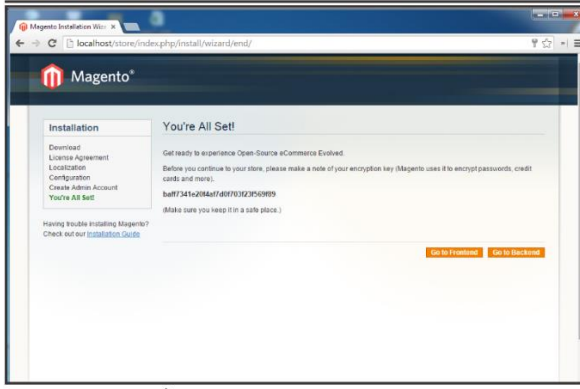 Magento Installation Wiz
localhost/store/index.php/install/wizard/end/
Magento®
Installation
Download
License Agreement
Localization
Configuration
Create Admin Account
You're All Set!
Having trouble installing Magento?
Check out our Installation Guide
You're All Set!
Get ready to experience Open-Source eCommerce Evolved.
Before you continue to your store, please make a note of your encryption key (Magento uses it to encrypt passwords, credit
cards and more).
(Make sure you keep it in a safe place.)
Go to Frontend
Go to Backend